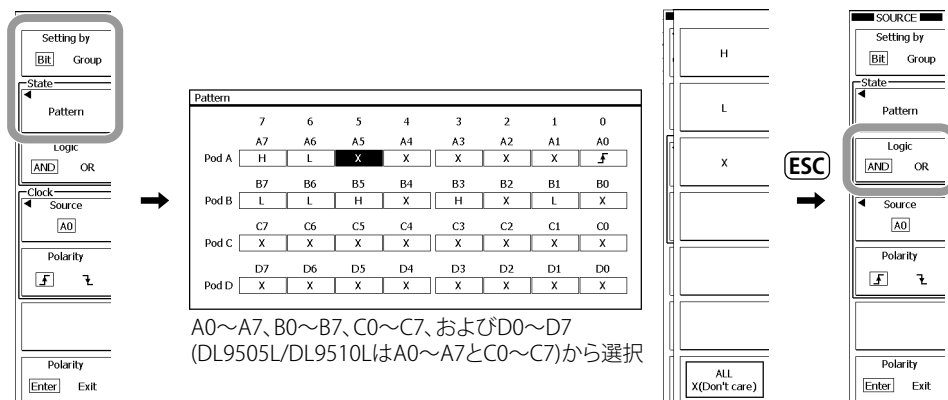 Setting by
Bit Group
State
Pattern
Logic
AND OR
Clock
Source
A0
Polarity
Polarity
Enter Exit
Pattern
7 6 5 4 3 2 1 0
A7 A6 A5 A4 A3 A2 A1 A0
Pod A H L X X X X X
B7 B6 B5 B4 B3 B2 B1 B0
Pod B L L H X H X L X
C7 C6 C5 C4 C3 C2 C1 C0
Pod C X X X X X X X X
D7 D6 D5 D4 D3 D2 D1 D0
Pod D X X X X X X X X
A0～A7、B0～B7、C0～C7、およびD0～D7
(DL9505L/DL9510LはA0～A7とC0～C7)から選択
H
L
X
ALL
X(Don't care)
ESC
SOURCE
Setting by
Bit Group
State
Pattern
Logic
AND OR
Source
A0
Polarity
Polarity
Enter Exit